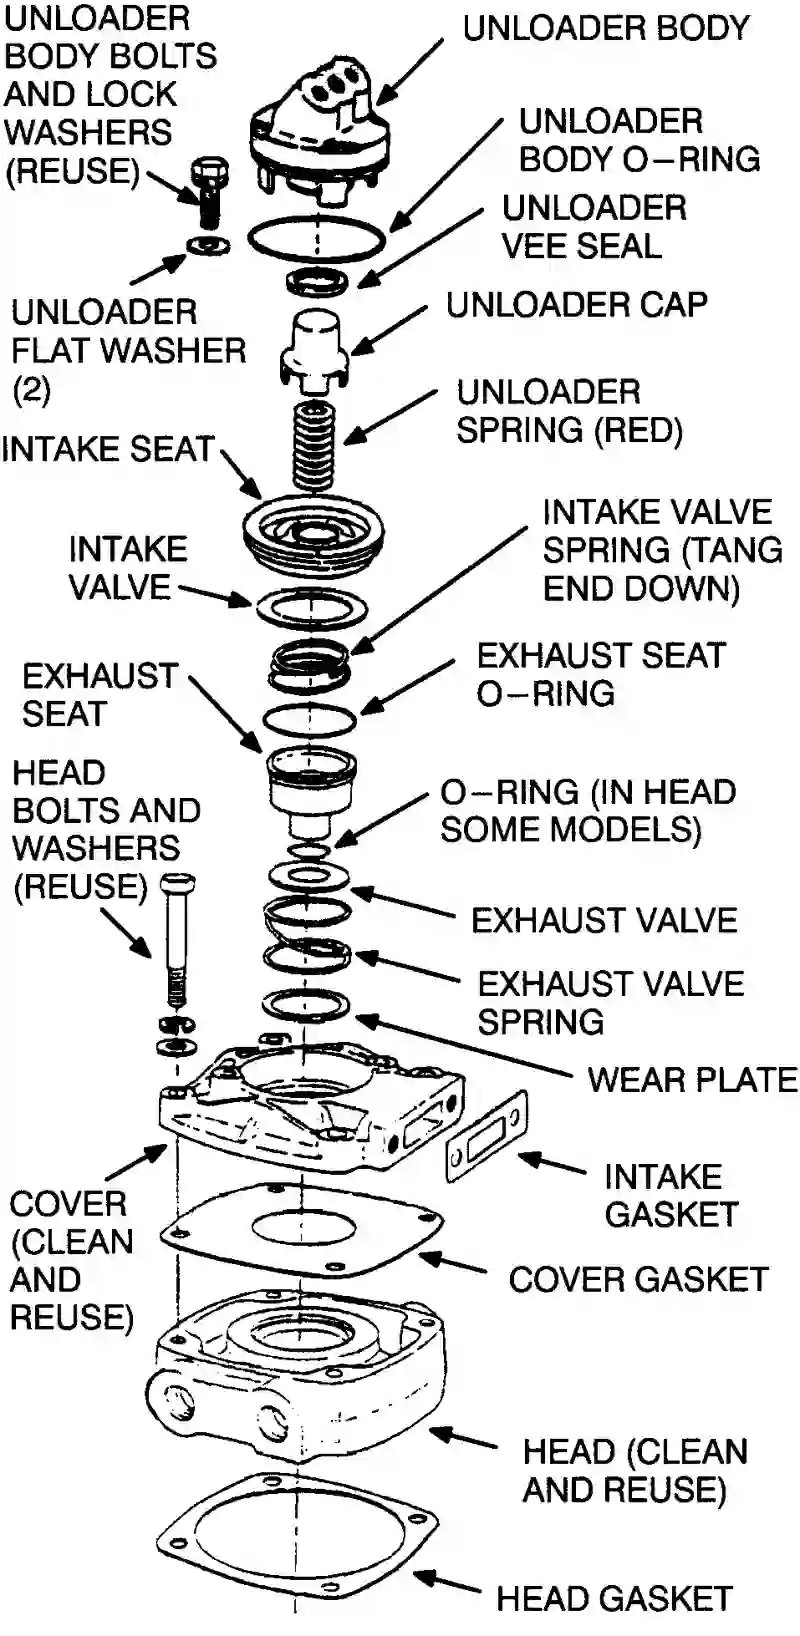 UNLOADER
BODY BOLTS
AND LOCK
WASHERS
(REUSE)
UNLOADER BODY
UNLOADER
BODY O–RING
UNLOADER
VEE SEAL
UNLOADER
FLAT WASHER
(2)
UNLOADER CAP
UNLOADER
SPRING (RED)
INTAKE SEAT
INTAKE VALVE
SPRING (TANG
END DOWN)
INTAKE
VALVE
EXHAUST SEAT
O–RING
EXHAUST
SEAT
HEAD
BOLTS AND
WASHERS
(REUSE)
O–RING (IN HEAD
SOME MODELS)
EXHAUST VALVE
EXHAUST VALVE
SPRING
WEAR PLATE
INTAKE
GASKET
COVER
(CLEAN
AND
REUSE)
COVER GASKET
HEAD (CLEAN
AND REUSE)
HEAD GASKET